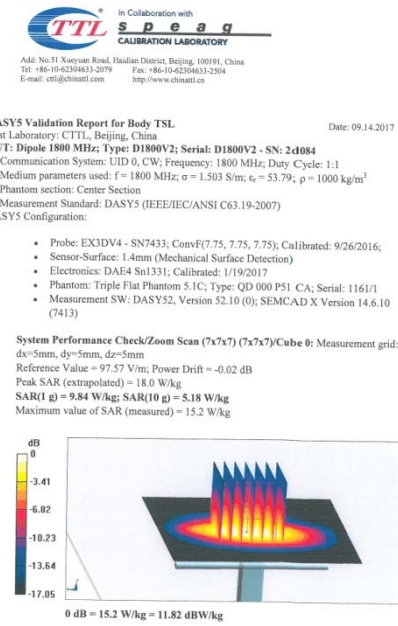 TTL
In Collaboration with
speag
CALIBRATION LABORATORY
Add: No.51 Xueyuan Road, Haidian District, Beijing, 100191, China
Tel: +86-10-62304633-2079 Fax: +86-10-62304633-2504
E-mail: cttl@chinattl.com http://www.chinattl.cn
ASY5 Validation Report for Body TSL Date: 09.14.2017
st Laboratory: CTTL, Beijing, China
UT: Dipole 1800 MHz; Type: D1800V2; Serial: D1800V2 - SN: 2d084
Communication System: UID 0, CW; Frequency: 1800 MHz; Duty Cycle: 1:1
Medium parameters used: f = 1800 MHz; σ = 1.503 S/m; εr = 53.79; ρ = 1000 kg/m³
Phantom section: Center Section
Measurement Standard: DASY5 (IEEE/IEC/ANSI C63.19-2007)
ASY5 Configuration:
• Probe: EX3DV4 - SN7433; ConvF(7.75, 7.75, 7.75); Calibrated: 9/26/2016;
• Sensor-Surface: 1.4mm (Mechanical Surface Detection)
• Electronics: DAE4 Sn1331; Calibrated: 1/19/2017
• Phantom: Triple Flat Phantom 5.1C; Type: QD 000 P51 CA; Serial: 1161/1
• Measurement SW: DASY52, Version 52.10 (0); SEMCAD X Version 14.6.10
(7413)
System Performance Check/Zoom Scan (7x7x7) (7x7x7)/Cube 0: Measurement grid:
dx=5mm, dy=5mm, dz=5mm
Reference Value = 97.57 V/m; Power Drift = -0.02 dB
Peak SAR (extrapolated) = 18.0 W/kg
SAR(1 g) = 9.84 W/kg; SAR(10 g) = 5.18 W/kg
Maximum value of SAR (measured) = 15.2 W/kg
dB
0
-3.41
-6.82
-10.23
-13.64
-17.05
0 dB = 15.2 W/kg = 11.82 dBW/kg